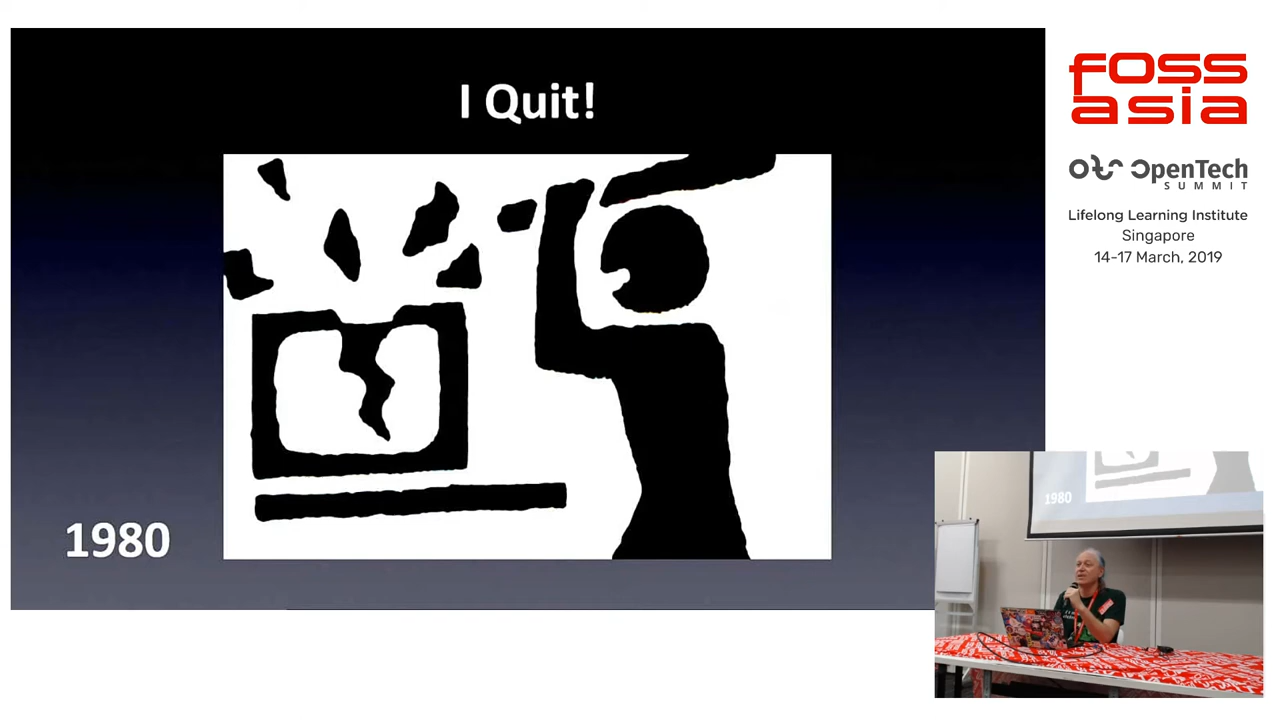 I Quit!
1980
fOSS
asia
OpenTech
SUMMIT
Lifelong Learning Institute
Singapore
14-17 March, 2019
1980